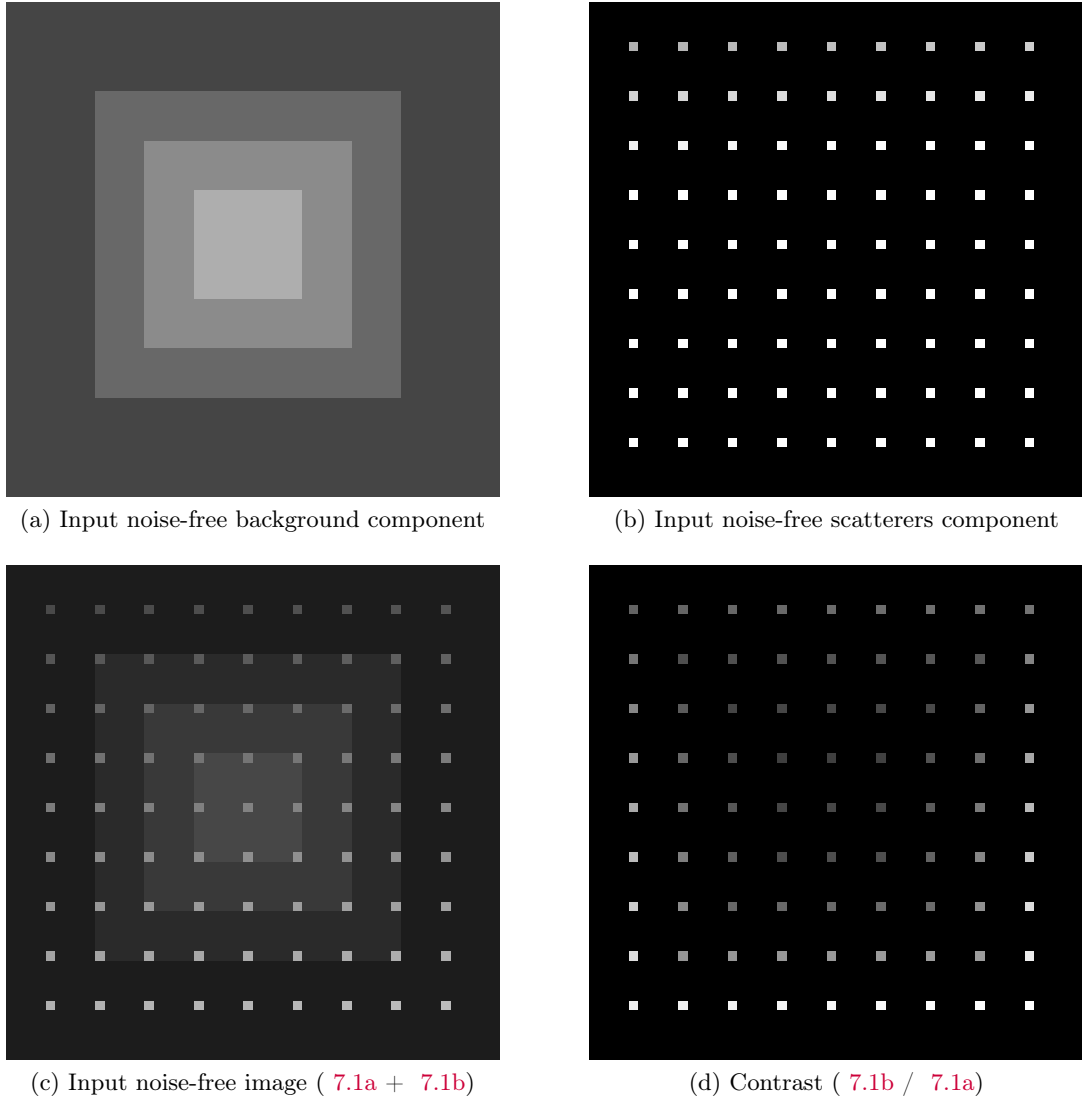 (a) Input noise-free background component
(b) Input noise-free scatterers component
(c) Input noise-free image ( 7.1a + 7.1b)
(d) Contrast ( 7.1b / 7.1a)